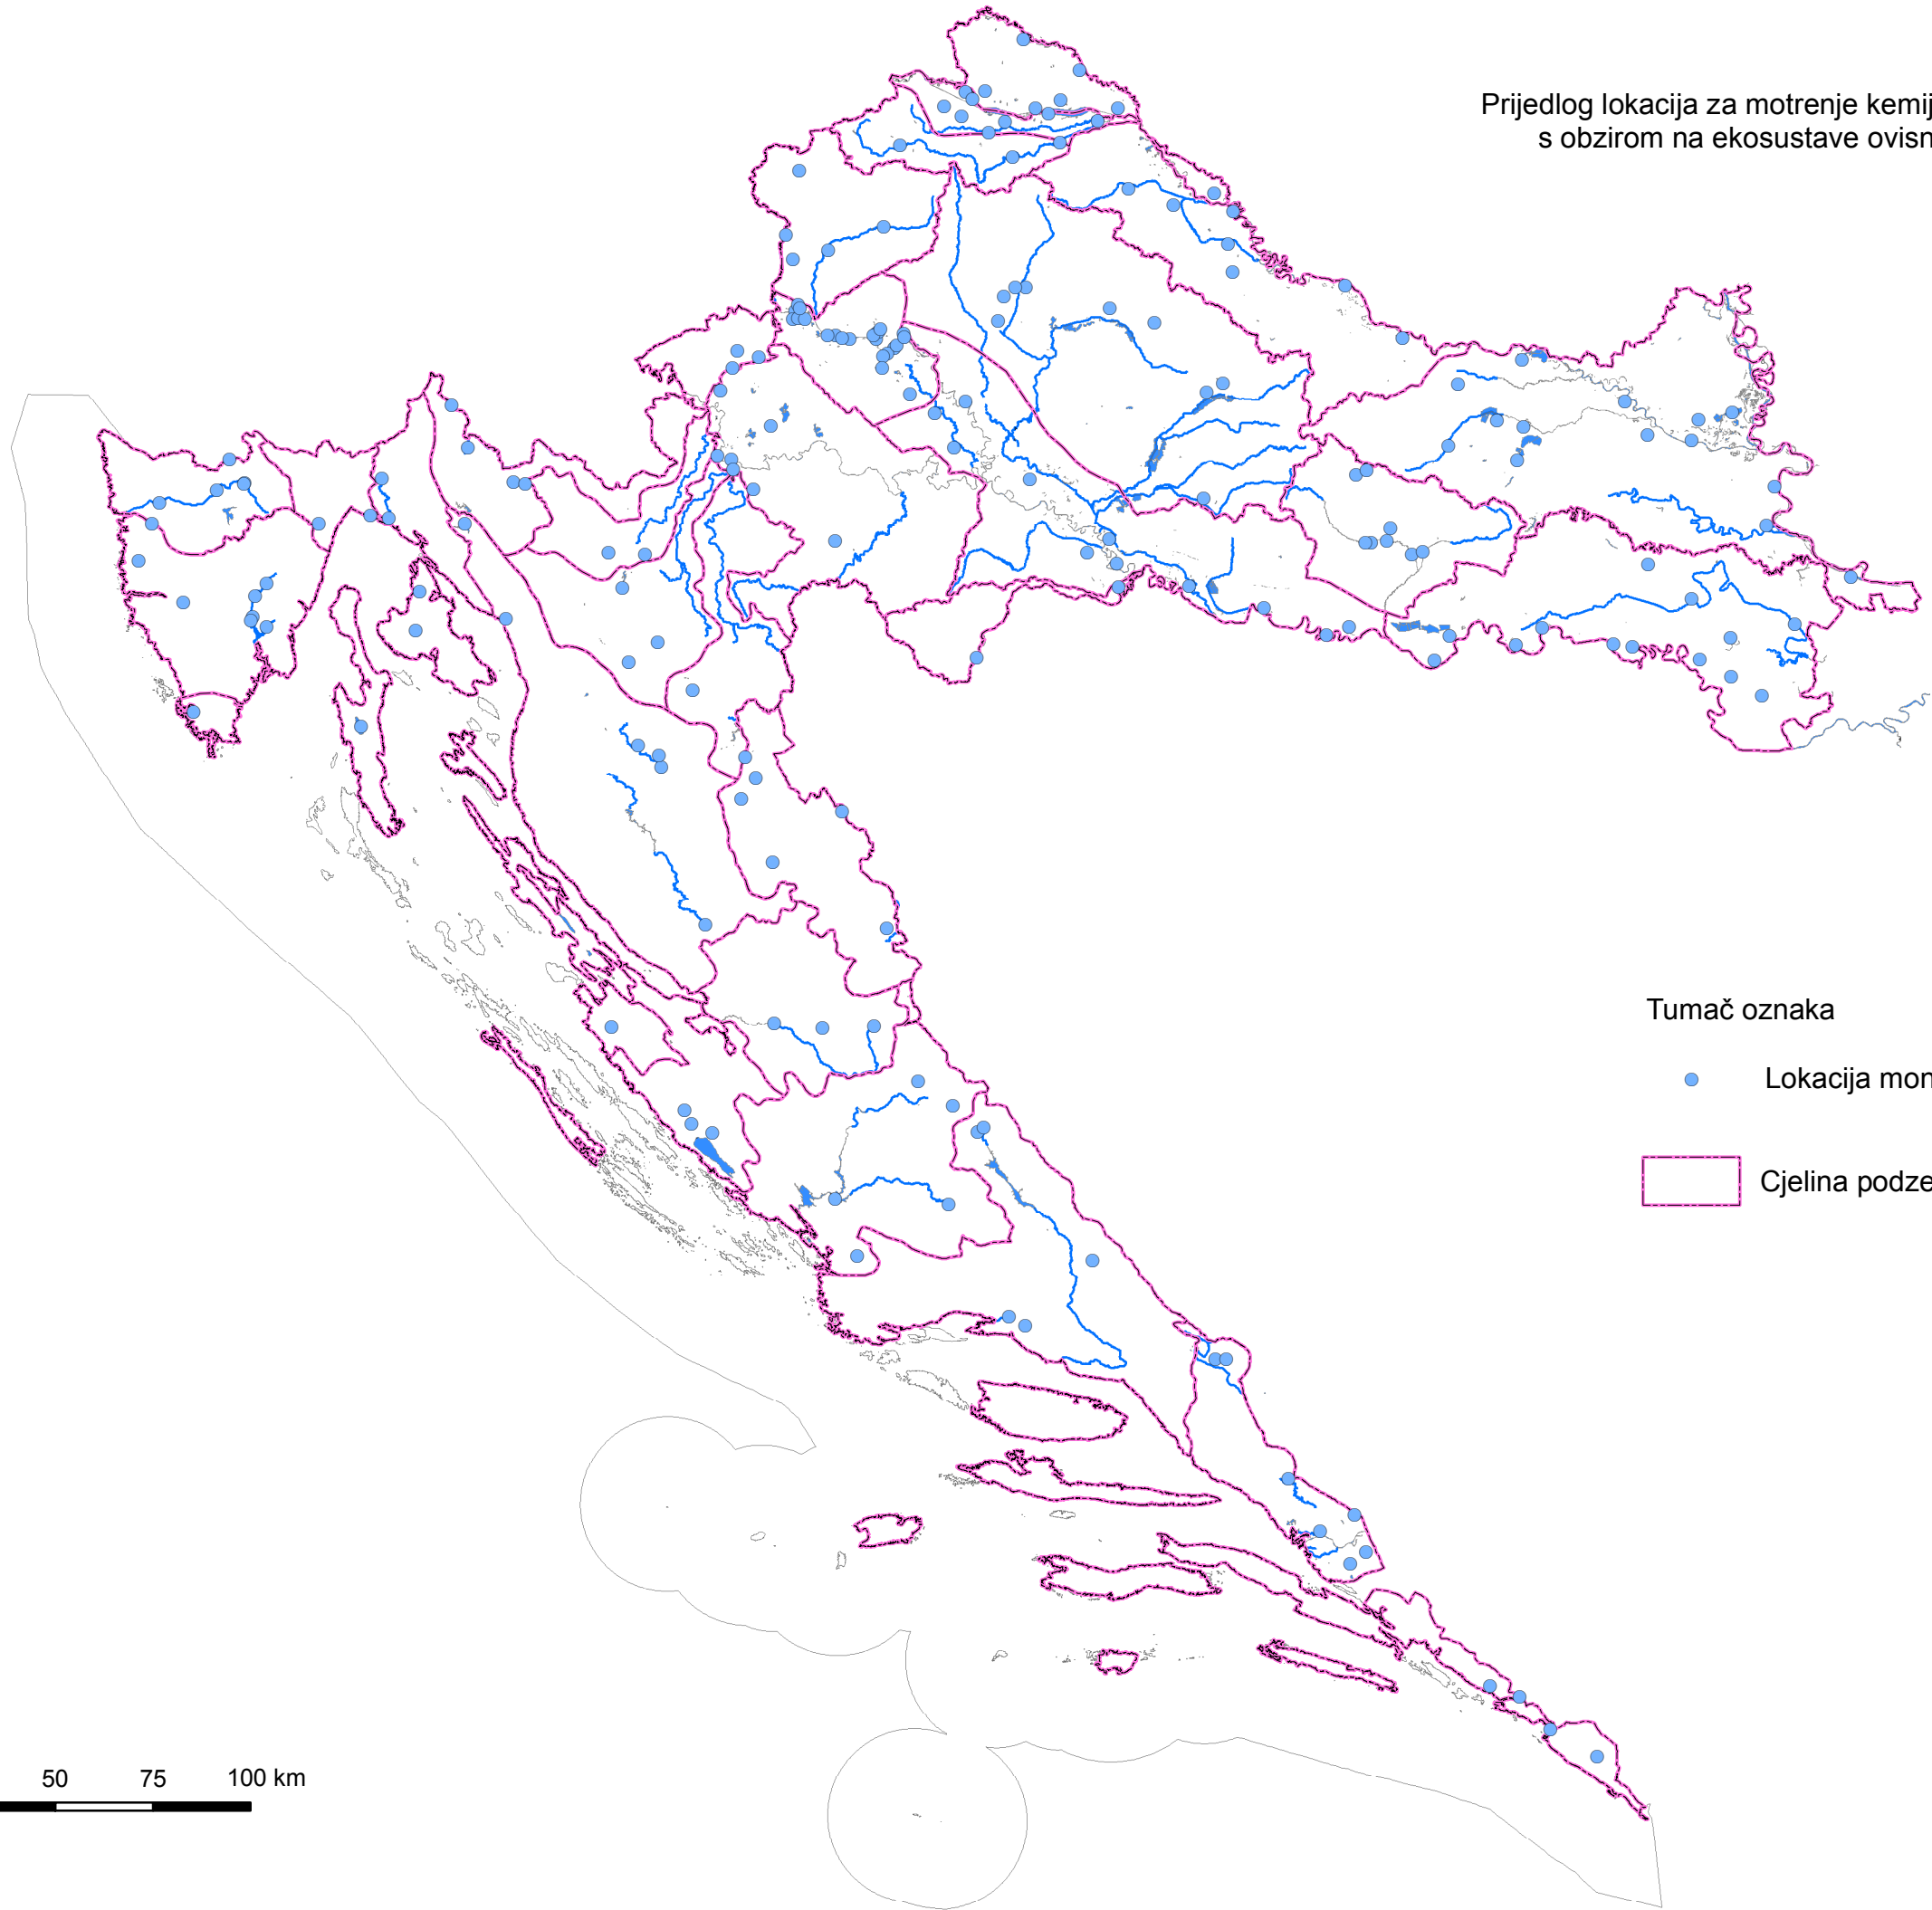 Prijedlog lokacija za motrenje kemij
s obzirom na ekosustave ovisn
Tumač oznaka
Lokacija mon
Cjelina podze
50 75 100 km